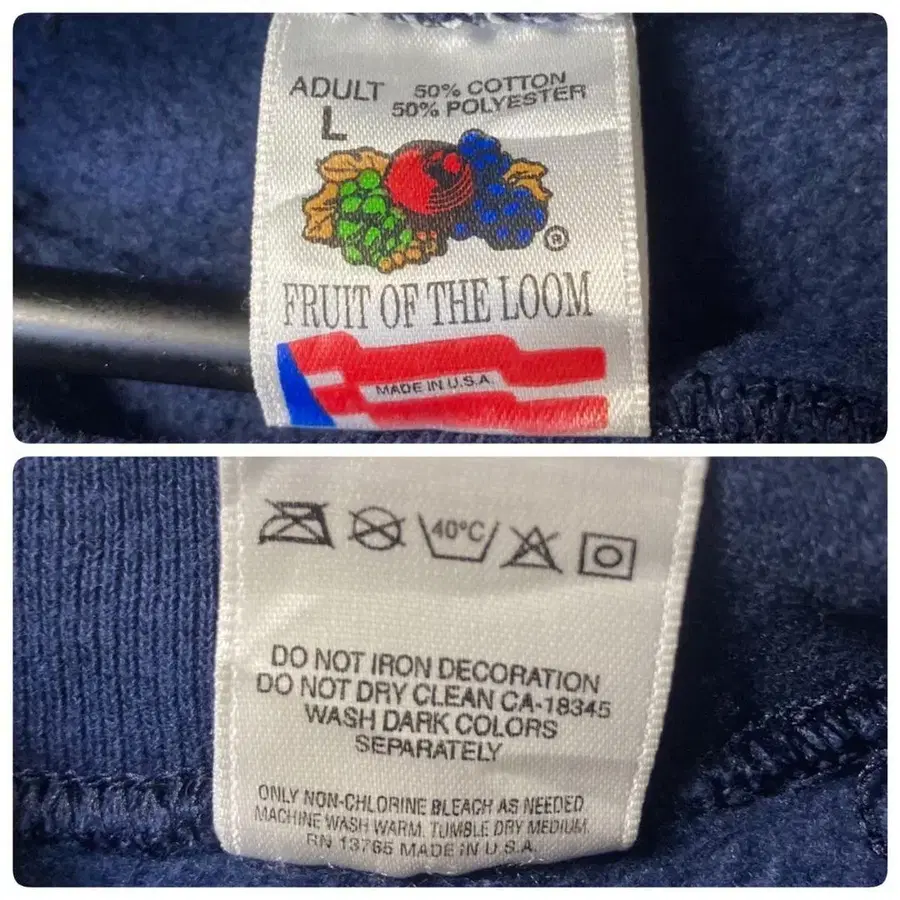 ADULT 50% COTTON
L 50% POLYESTER
®
FRUIT OF THE LOOM
MADE IN U.S.A.
40°C
DO NOT IRON DECORATION
DO NOT DRY CLEAN CA-18345
WASH DARK COLORS
SEPARATELY
ONLY NON-CHLORINE BLEACH AS NEEDED
MACHINE WASH WARM. TUMBLE DRY MEDIUM.
RN 13765 MADE IN U.S.A.